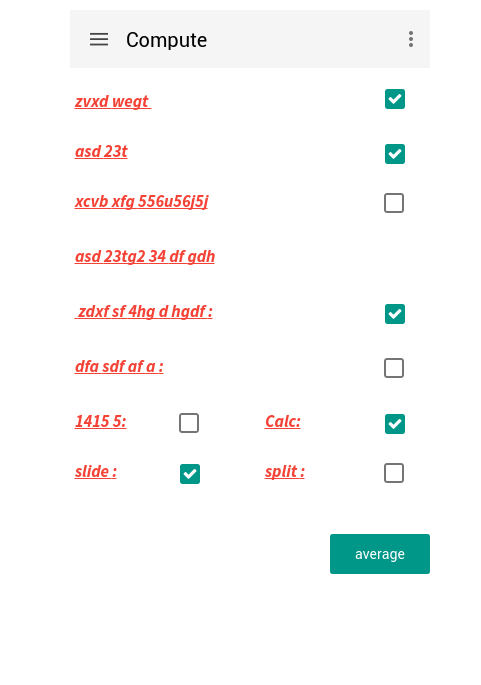 Compute
zvxd wegt
asd 23t
xcvb xfg 556u56j5j
asd 23tg2 34 df gdh
zdxf sf 4hg d hgdf :
dfa sdf af a :
1415 5: Calc:
slide : split :
average